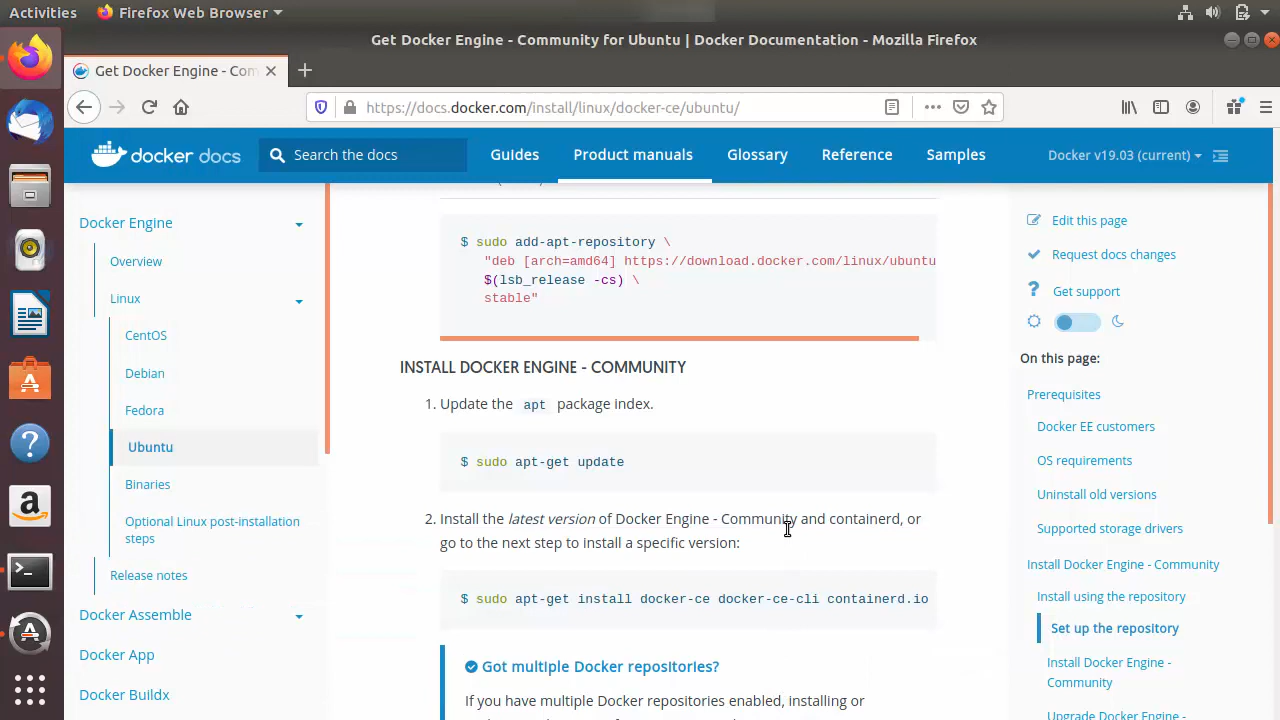 Activities
Firefox Web Browser
Get Docker Engine - Community for Ubuntu | Docker Documentation - Mozilla Firefox
Get Docker Engine - Com
https://docs.docker.com/install/linux/docker-ce/ubuntu/
docker docs
Search the docs
Guides
Product manuals
Glossary
Reference
Samples
Docker v19.03 (current)
Docker Engine
Overview
Linux
CentOS
Debian
Fedora
Ubuntu
Binaries
Optional Linux post-installation
steps
Release notes
Docker Assemble
Docker App
Docker Buildx
$ sudo add-apt-repository \
"deb [arch=amd64] https://download.docker.com/linux/ubuntu
$(lsb_release -cs) \
stable"
INSTALL DOCKER ENGINE - COMMUNITY
1. Update the apt package index.
$ sudo apt-get update
2. Install the latest version of Docker Engine - Community and containerd, or
go to the next step to install a specific version:
$ sudo apt-get install docker-ce docker-ce-cli containerd.io
Got multiple Docker repositories?
If you have multiple Docker repositories enabled, installing or
Edit this page
Request docs changes
Get support
On this page:
Prerequisites
Docker EE customers
OS requirements
Uninstall old versions
Supported storage drivers
Install Docker Engine - Community
Install using the repository
Set up the repository
Install Docker Engine -
Community
Upgrade Docker Engine -